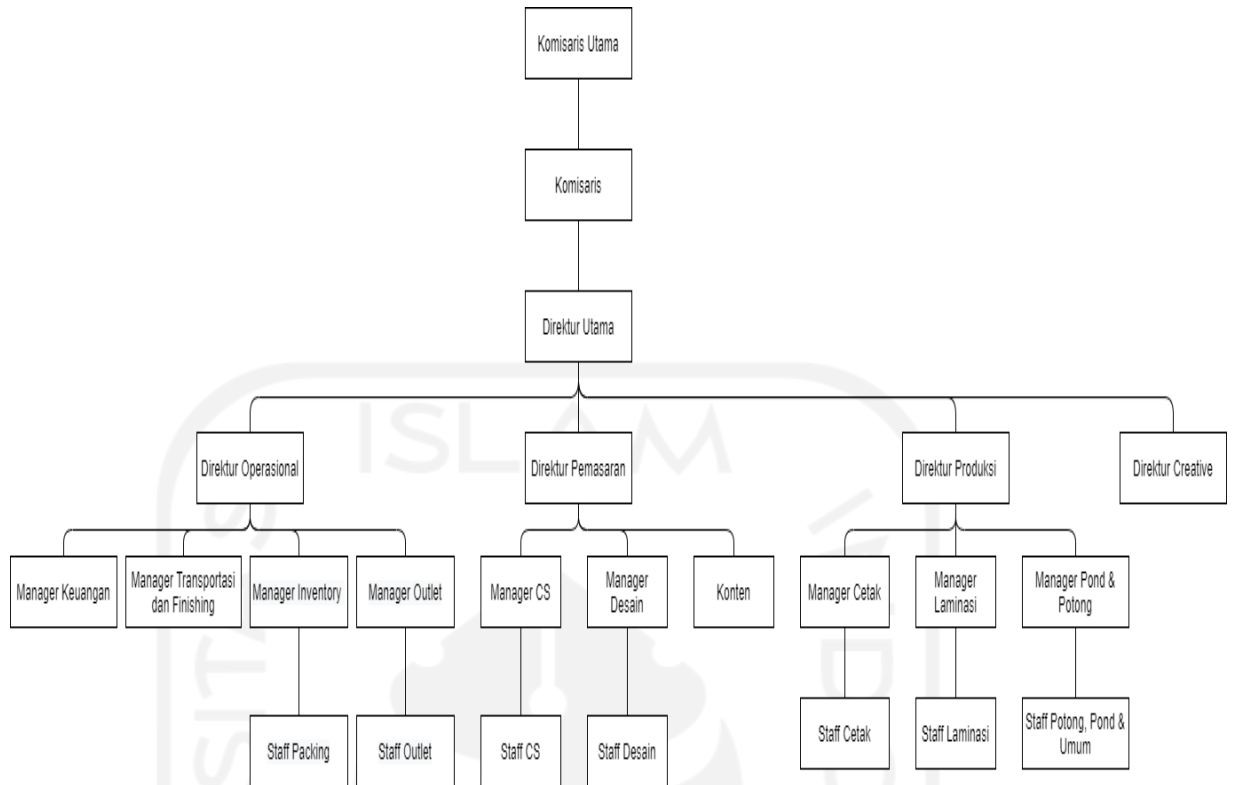 Komisaris Utama
Komisaris
Direktur Utama
ISLAM
Direktur Operasional
Direktur Pemasaran
Direktur Produksi
Direktur Creative
Manager Keuangan
Manager Transportasi
dan Finishing
Manager Inventory
Manager Outlet
Manager CS
Manager
Desain
Konten
Manager Cetak
Manager
Laminasi
Manager Pond &
Potong
Staff Packing
Staff Outlet
Staff CS
Staff Desain
Staff Cetak
Staff Laminasi
Staff Potong, Pond &
Umum